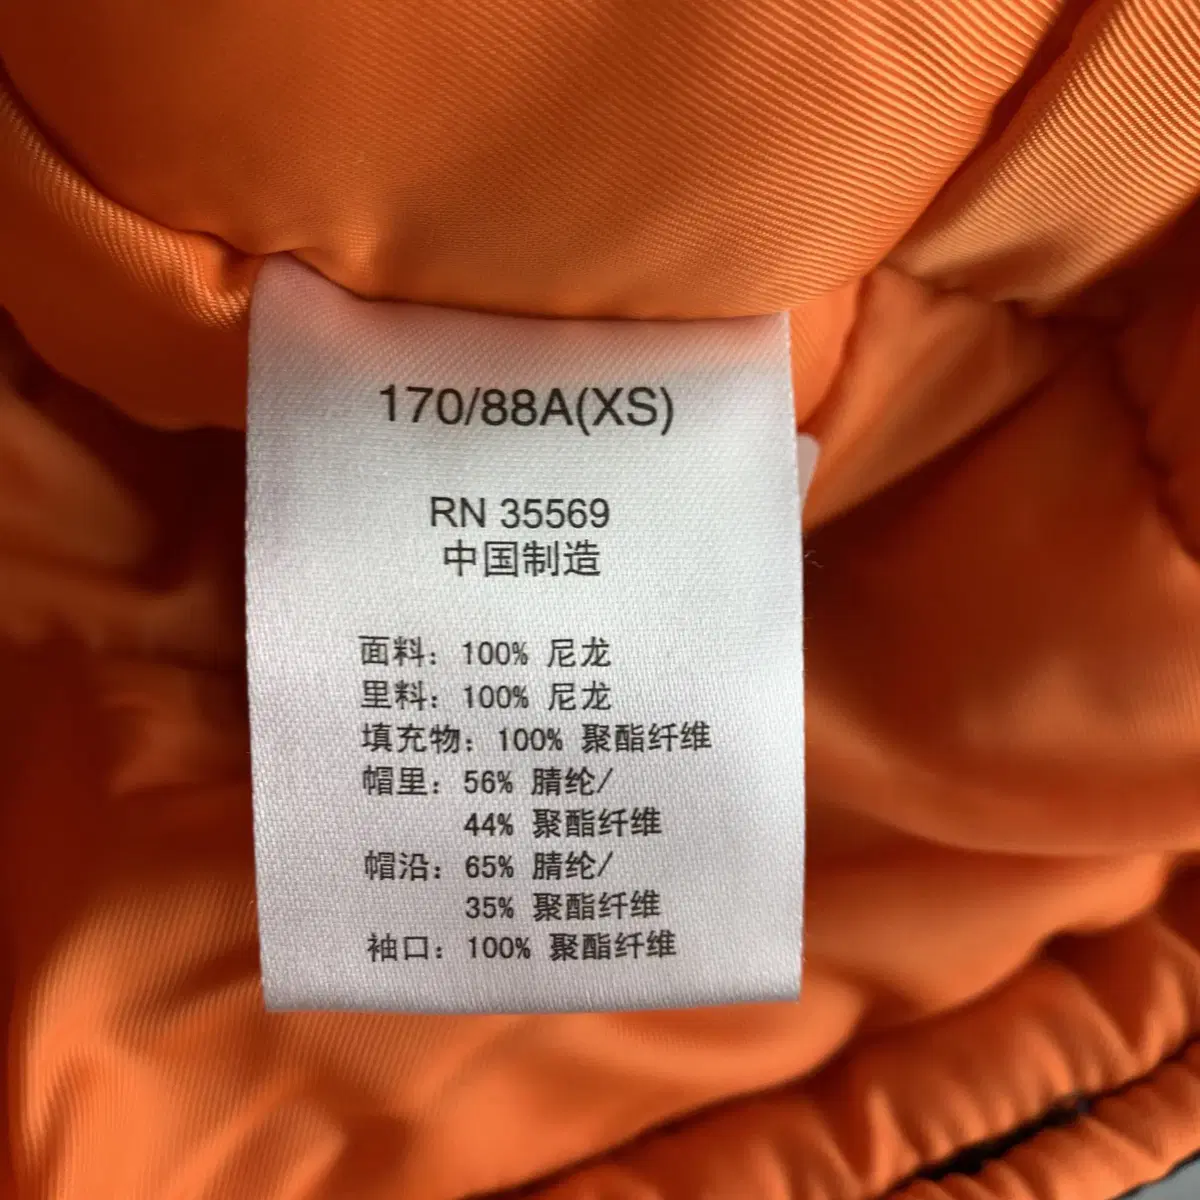 170/88A(XS)
RN 35569
中国制造
面料: 100% 尼龙
里料: 100% 尼龙
填充物: 100% 聚酯纤维
帽里: 56% 腈纶/
44% 聚酯纤维
帽沿: 65% 腈纶/
35% 聚酯纤维
袖口: 100% 聚酯纤维